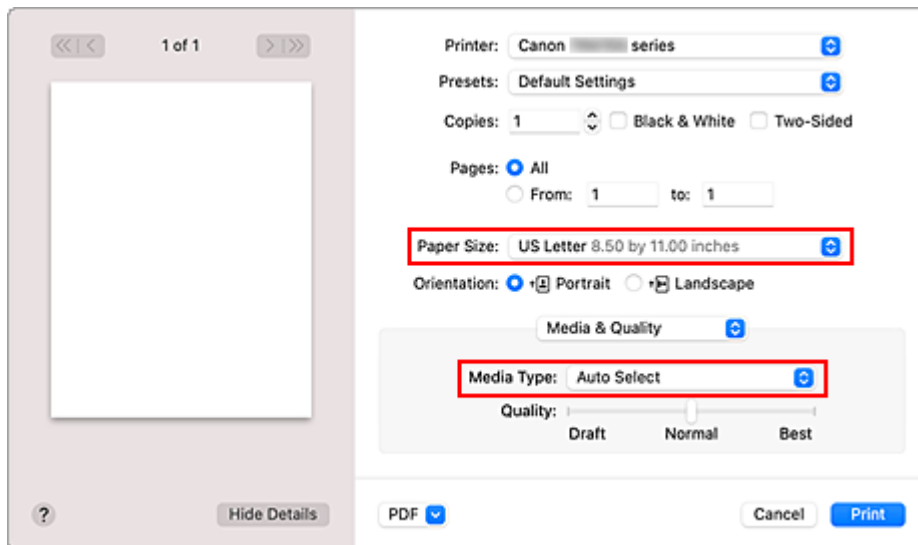 1 of 1
Printer: Canon series
Presets: Default Settings
Copies: 1 Black & White Two-Sided
Pages: All
From: 1 to: 1
Paper Size: US Letter 8.50 by 11.00 inches
Orientation: Portrait Landscape
Media & Quality
Media Type: Auto Select
Quality:
Draft Normal Best
? Hide Details PDF Cancel Print